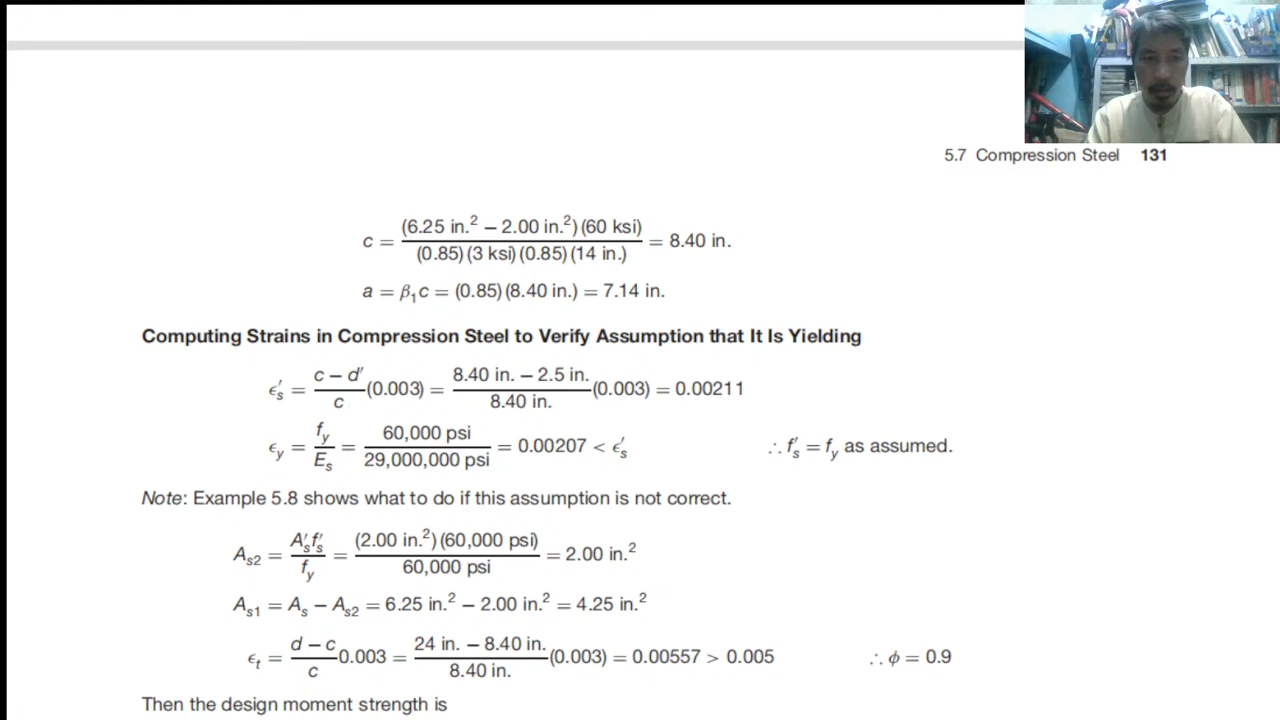 5.7 Compression Steel 131
c = (6.25 in.² − 2.00 in.²)(60 ksi) / (0.85)(3 ksi)(0.85)(14 in.) = 8.40 in.
a = β₁c = (0.85)(8.40 in.) = 7.14 in.
Computing Strains in Compression Steel to Verify Assumption that It Is Yielding
ϵ′ₛ = (c − d′) / c (0.003) = (8.40 in. − 2.5 in.) / 8.40 in. (0.003) = 0.00211
ϵy = fy / Eₛ = 60,000 psi / 29,000,000 psi = 0.00207 < ϵ′ₛ ∴ f′ₛ = fy as assumed.
Note: Example 5.8 shows what to do if this assumption is not correct.
Aₛ₂ = A′ₛf′ₛ / fy = (2.00 in.²)(60,000 psi) / 60,000 psi = 2.00 in.²
Aₛ₁ = Aₛ − Aₛ₂ = 6.25 in.² − 2.00 in.² = 4.25 in.²
ϵₜ = (d − c) / c 0.003 = (24 in. − 8.40 in.) / 8.40 in. (0.003) = 0.00557 > 0.005 ∴ ϕ = 0.9
Then the design moment strength is